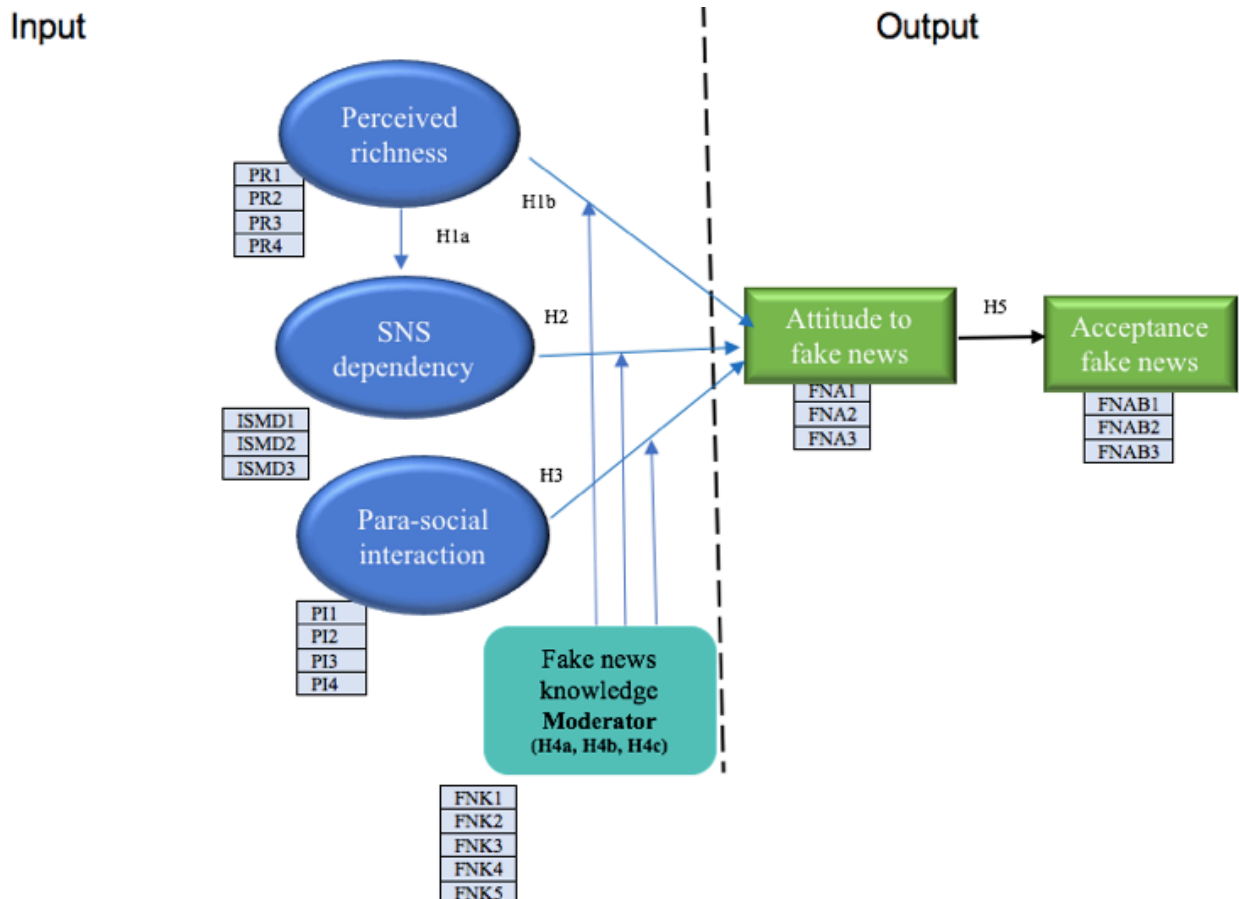 Input
Output
Perceived
richness
PR1
PR2
PR3
PR4
H1b
H1a
SNS
dependency
H2
ISMD1
ISMD2
ISMD3
Attitude to
fake news
H5
Acceptance
fake news
FNA1
FNA2
FNA3
FNAB1
FNAB2
FNAB3
H3
Para-social
interaction
PI1
PI2
PI3
PI4
Fake news
knowledge
Moderator
(H4a, H4b, H4c)
FNK1
FNK2
FNK3
FNK4
FNK5